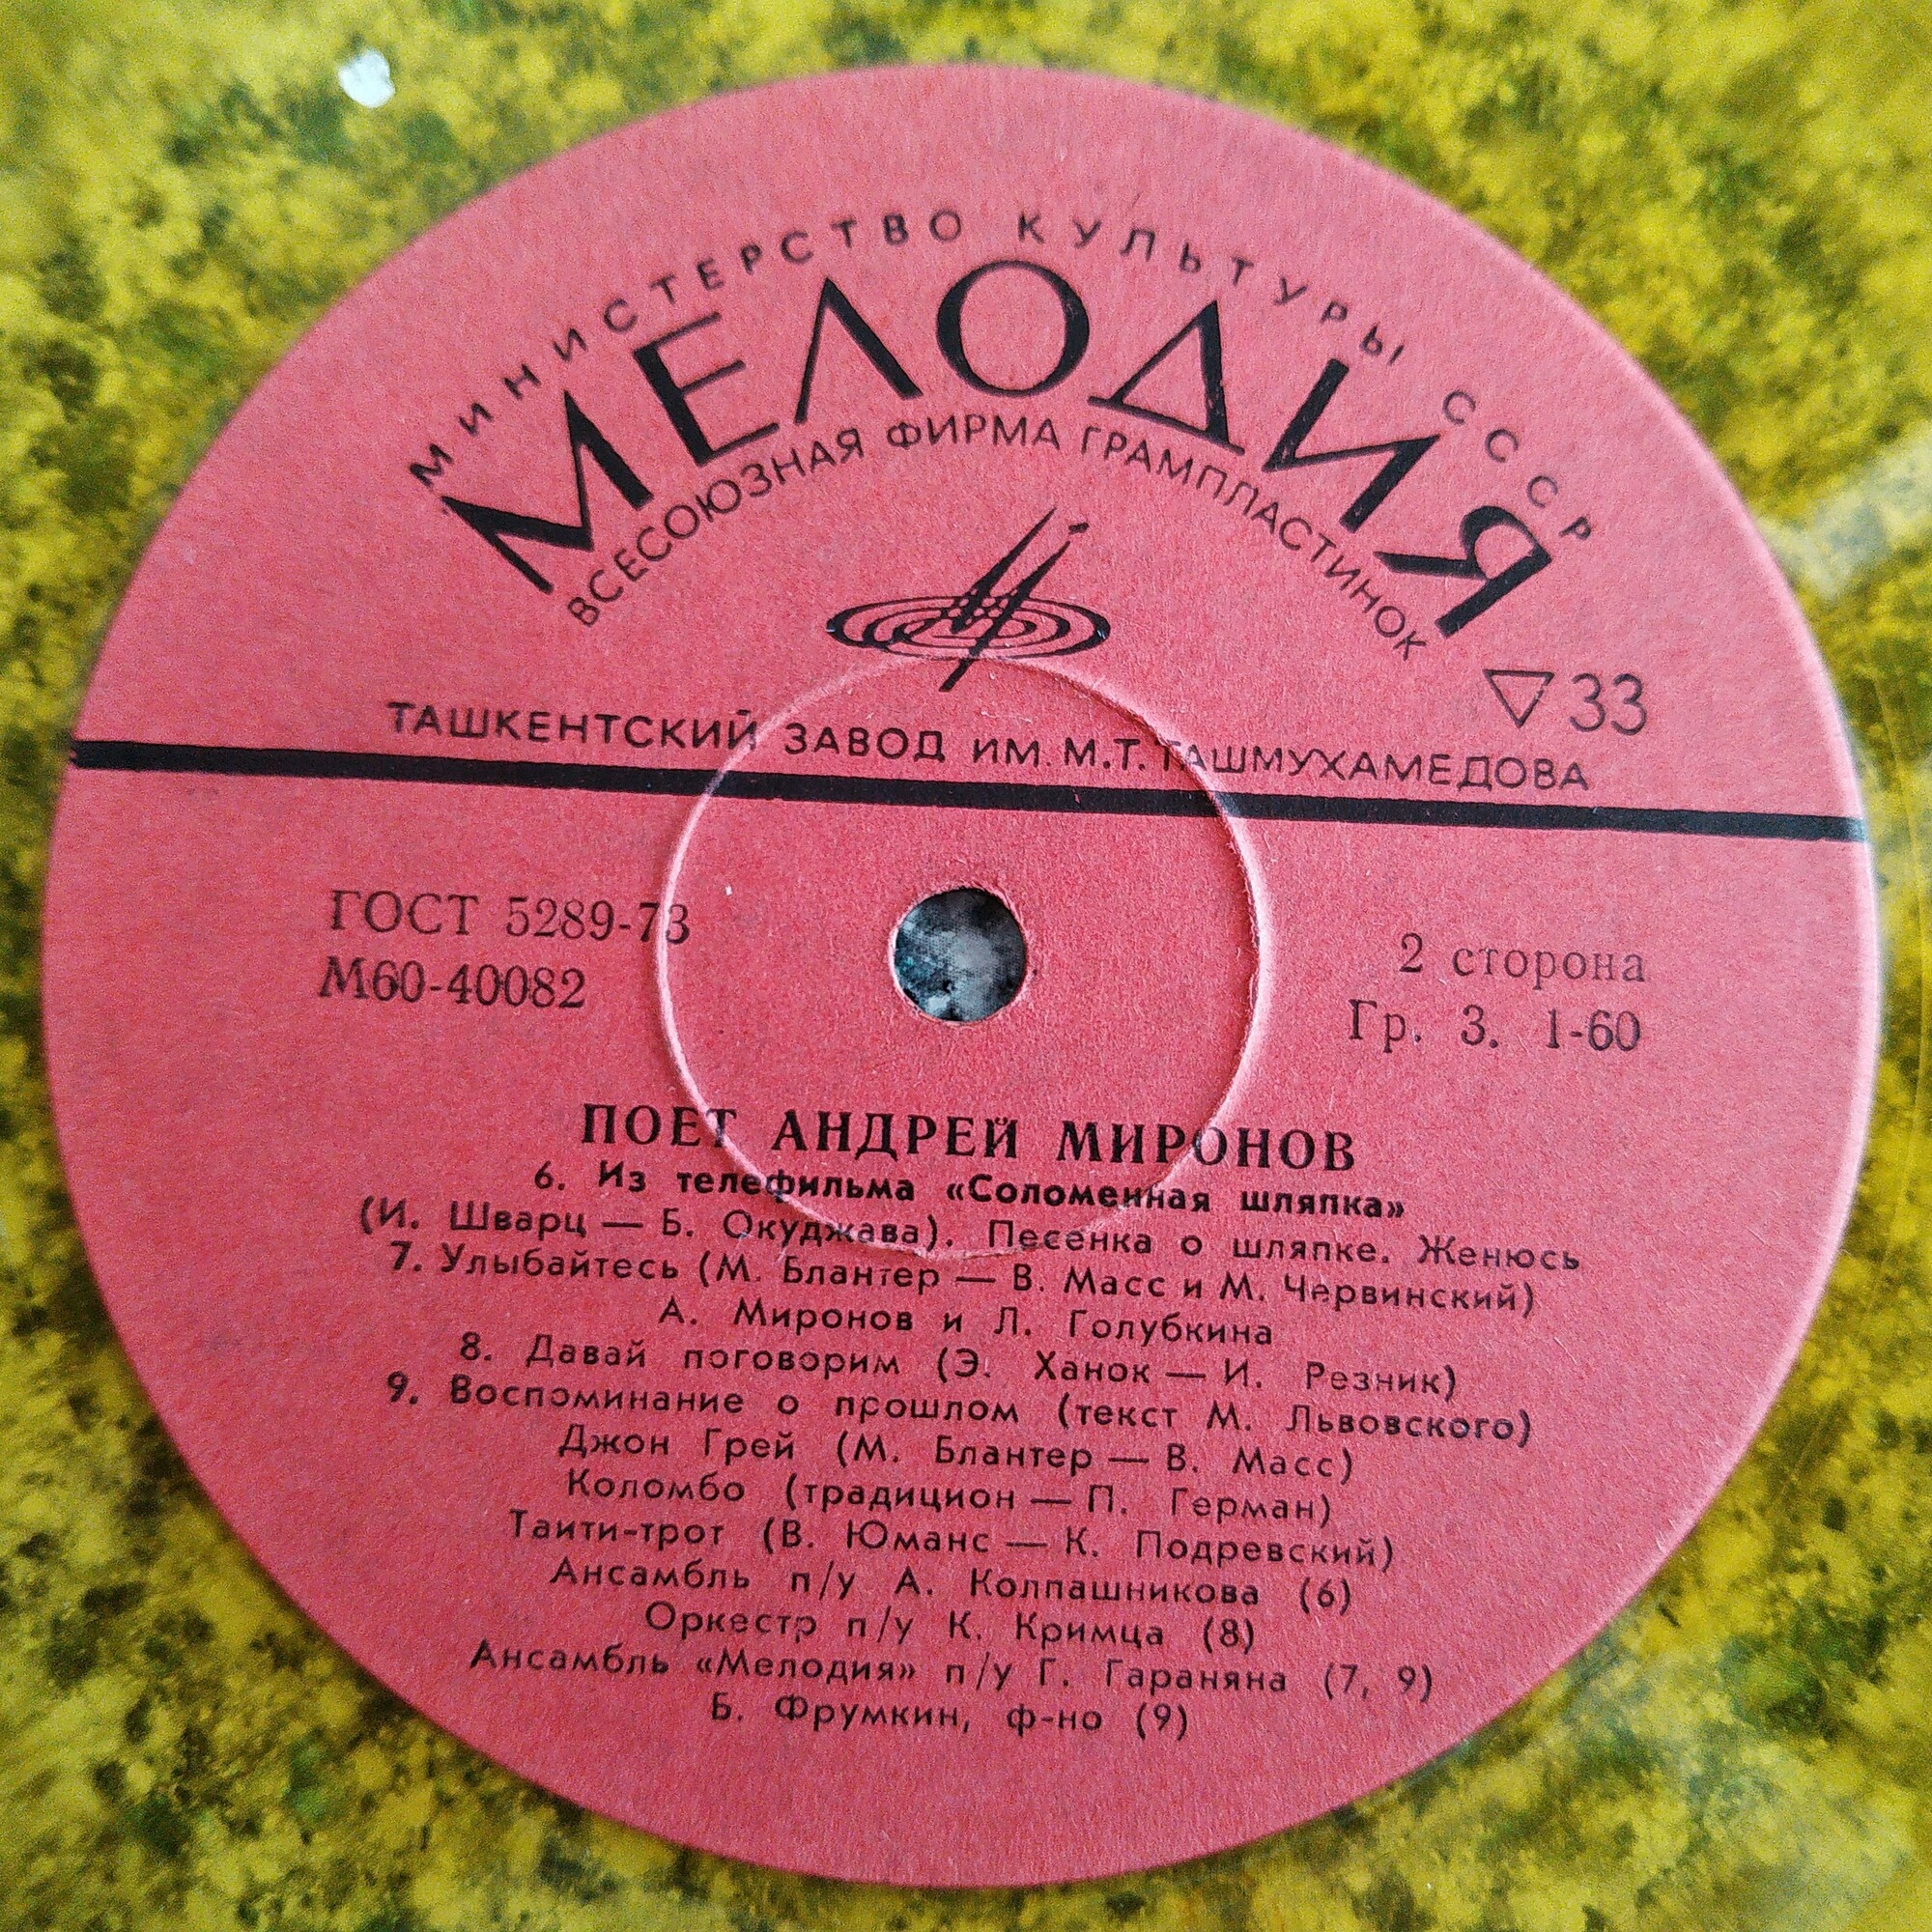 МИНИСТЕРСТВО КУЛЬТУРЫ СССР
МЕЛОДИЯ
ВСЕСОЮЗНАЯ ФИРМА ГРАМПЛАСТИНОК
33
ТАШКЕНТСКИЙ ЗАВОД ИМ. М.Т. ТАШМУХАМЕДОВА
ГОСТ 5289-73
М60-40082
2 сторона
Гр. 3. 1-60
ПОЕТ АНДРЕЙ МИРОНОВ
6. Из телефильма «Соломенная шляпка»
(И. Шварц — Б. Окуджава). Песенка о шляпке. Женюсь
7. Улыбайтесь (М. Блантер — В. Масс и М. Червинский)
А. Миронов и Л. Голубкина
8. Давай поговорим (Э. Ханок — И. Резник)
9. Воспоминание о прошлом (текст М. Львовского)
Джон Грей (М. Блантер — В. Масс)
Коломбо (традицион — П. Герман)
Таити-трот (В. Юманс — К. Подревский)
Ансамбль п/у А. Колпашникова (6)
Оркестр п/у К. Кримца (8)
Ансамбль «Мелодия» п/у Г. Гараняна (7, 9)
Б. Фрумкин, ф-но (9)